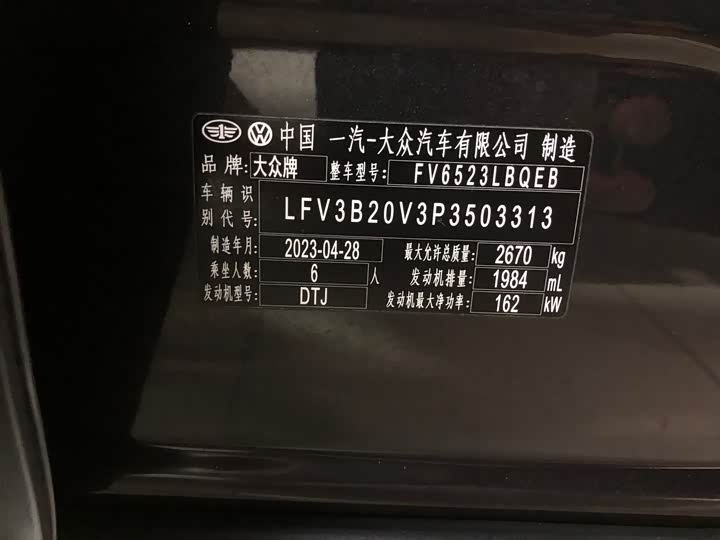 中国 一汽-大众汽车有限公司 制造
品牌: 大众牌 整车型号: FV6523LBQEB
车辆识别代号: LFV3B20V3P3503313
制造年月: 2023-04-28 最大允许总质量: 2670 kg
乘坐人数: 6 人 发动机排量: 1984 mL
发动机型号: DTJ 发动机最大净功率: 162 kW